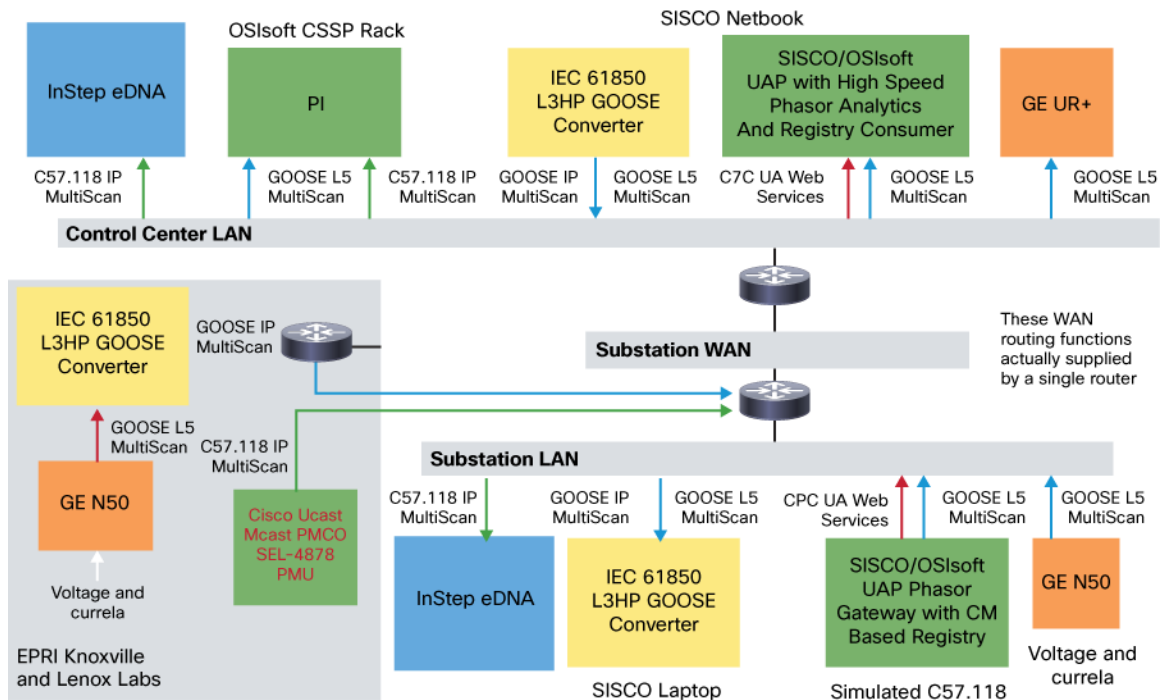 OSIsoft CSSP Rack
SISCO Netbook
InStep eDNA
PI
IEC 61850
L3HP GOOSE
Converter
SISCO/OSIsoft
UAP with High Speed
Phasor Analytics
And Registry Consumer
GE UR+
C57.118 IP
MultiScan
GOOSE L5
MultiScan
C57.118 IP
MultiScan
GOOSE IP
MultiScan
GOOSE L5
MultiScan
C7C UA Web
Services
GOOSE L5
MultiScan
GOOSE L5
MultiScan
Control Center LAN
IEC 61850
L3HP GOOSE
Converter
GOOSE IP
MultiScan
Substation WAN
These WAN
routing functions
actually supplied
by a single router
GOOSE L5
MultiScan
C57.118 IP
MultiScan
Substation LAN
GE N50
Cisco Ucast
Mcast PMCO
SEL-4878
PMU
Voltage and
currela
EPRI Knoxville
and Lenox Labs
C57.118 IP
MultiScan
GOOSE IP
MultiScan
GOOSE L5
MultiScan
CPC UA Web
Services
GOOSE L5
MultiScan
GOOSE L5
MultiScan
InStep eDNA
IEC 61850
L3HP GOOSE
Converter
SISCO/OSIsoft
UAP Phasor
Gateway with CM
Based Registry
GE N50
Voltage and
currela
SISCO Laptop
Simulated C57.118